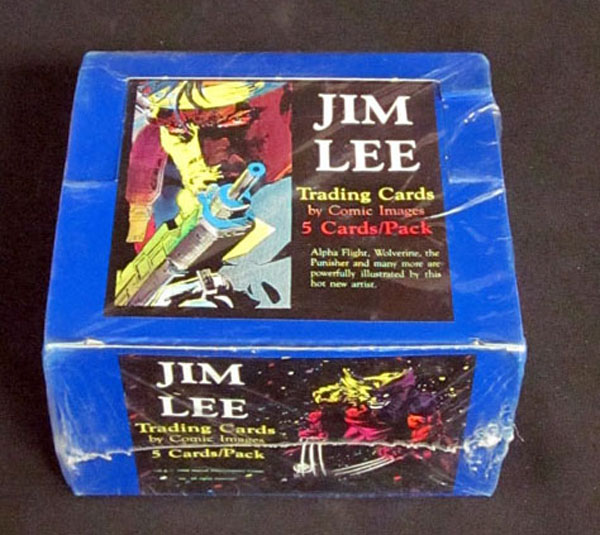 JIM
LEE
Trading Cards
by Comic Images
5 Cards/Pack
Alpha Flight, Wolverine, the
Punisher and many more are
powerfully illustrated by this
hot new artist.
JIM
LEE
Trading Cards
by Comic Images
5 Cards/Pack